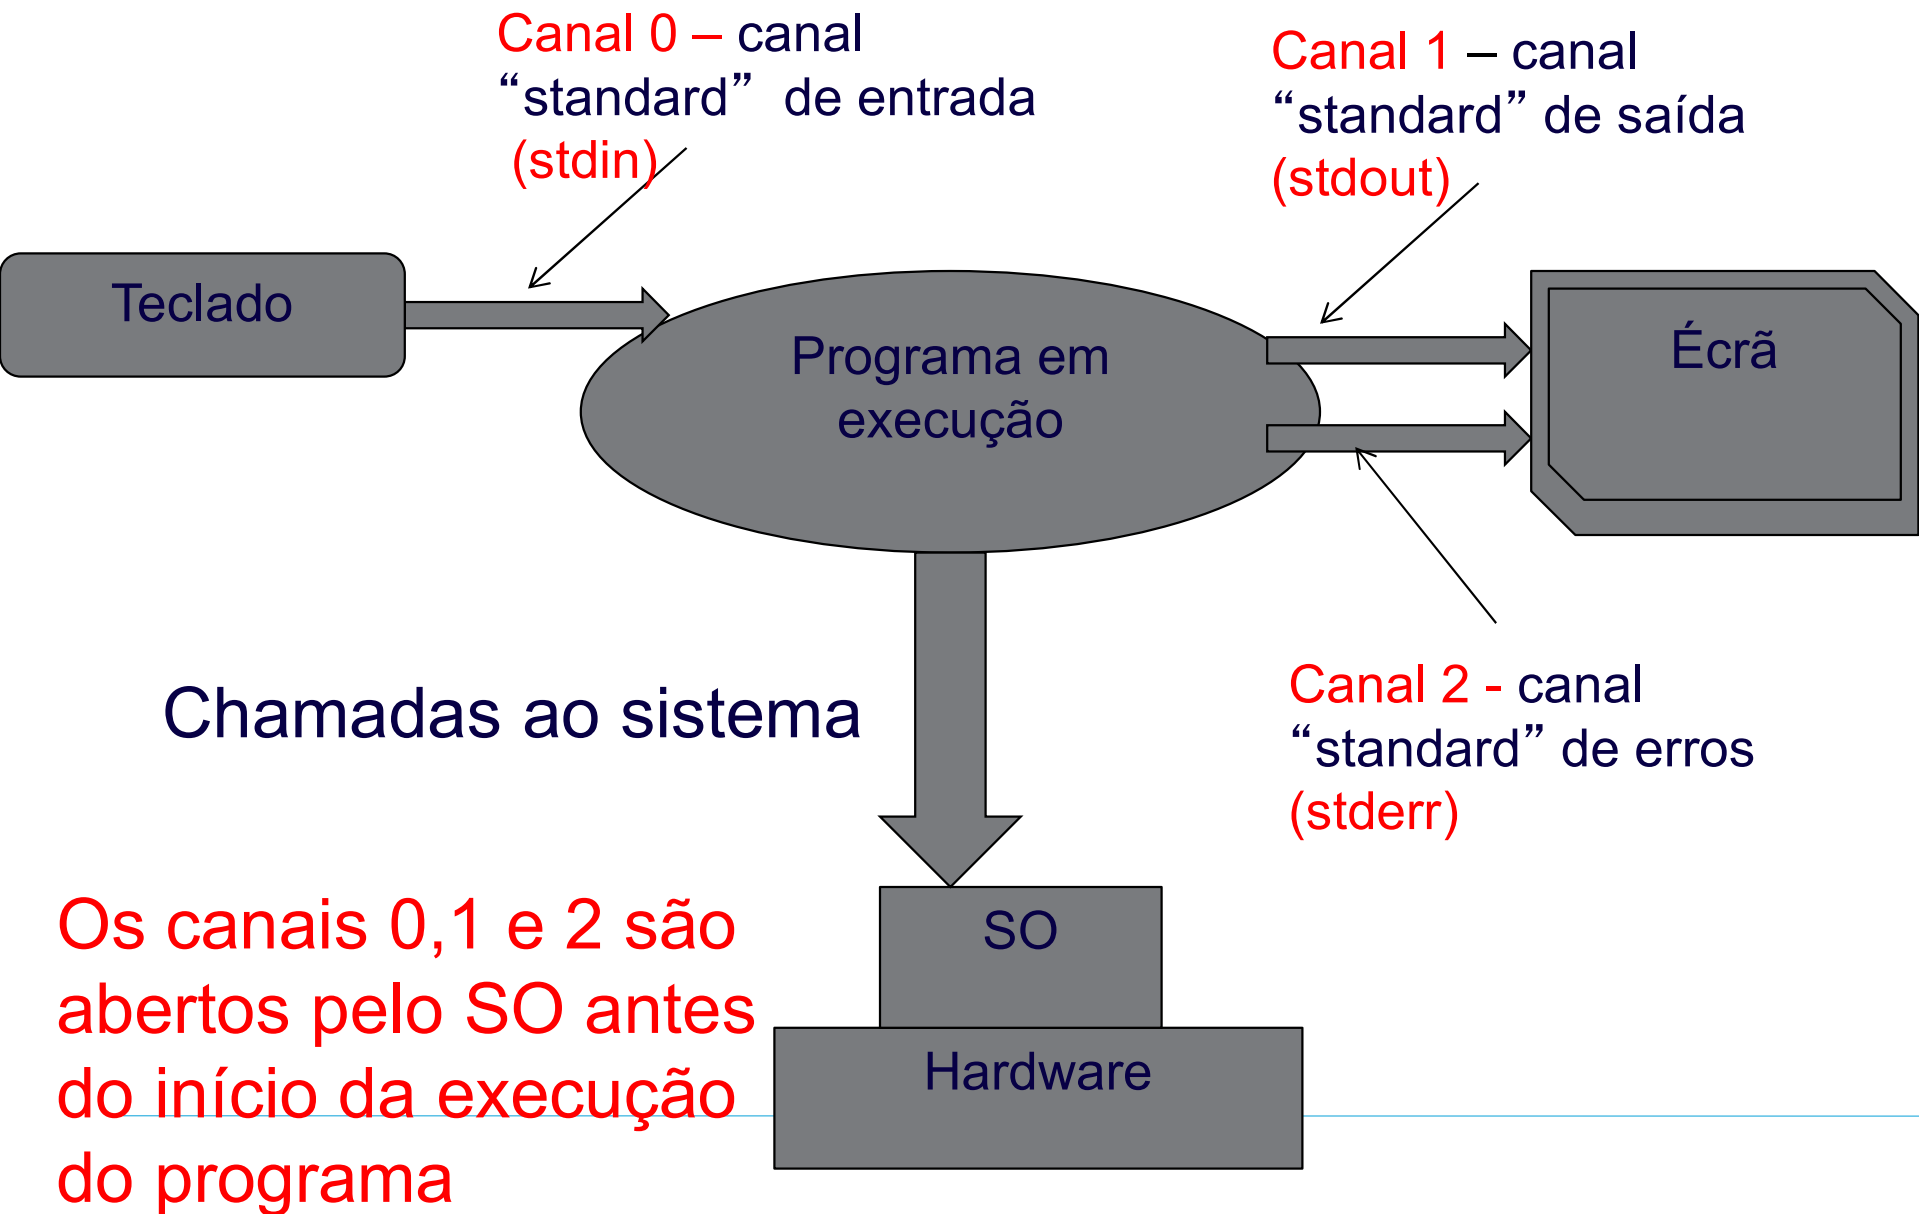 Canal 0 – canal
“standard” de entrada
(stdin)
Canal 1 – canal
“standard” de saída
(stdout)
Teclado
Programa em
execução
Écrã
Chamadas ao sistema
Canal 2 - canal
“standard” de erros
(stderr)
Os canais 0,1 e 2 são
abertos pelo SO antes
do início da execução
do programa
SO
Hardware